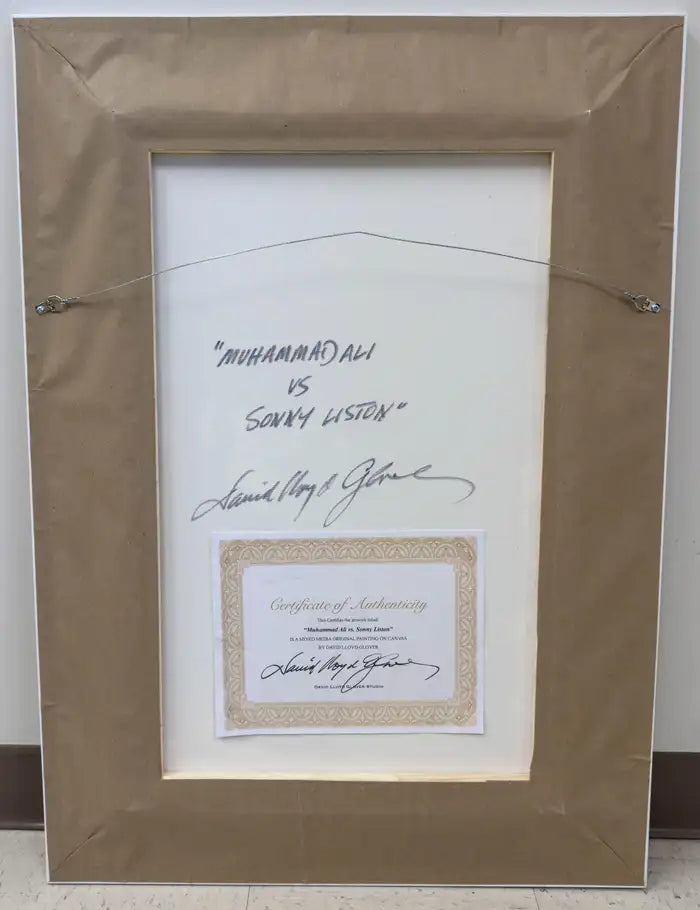 "MUHAMMAD ALI
VS
SONNY LISTON"
David Lloyd Glover
Certificate of Authenticity
This Certifies the artwork titled
"Muhammad Ali vs. Sonny Liston"
IS A MIXED MEDIA ORIGINAL PAINTING ON CANVAS
BY DAVID LLOYD GLOVER
David Lloyd Glover
DAVID LLOYD GLOVER STUDIO